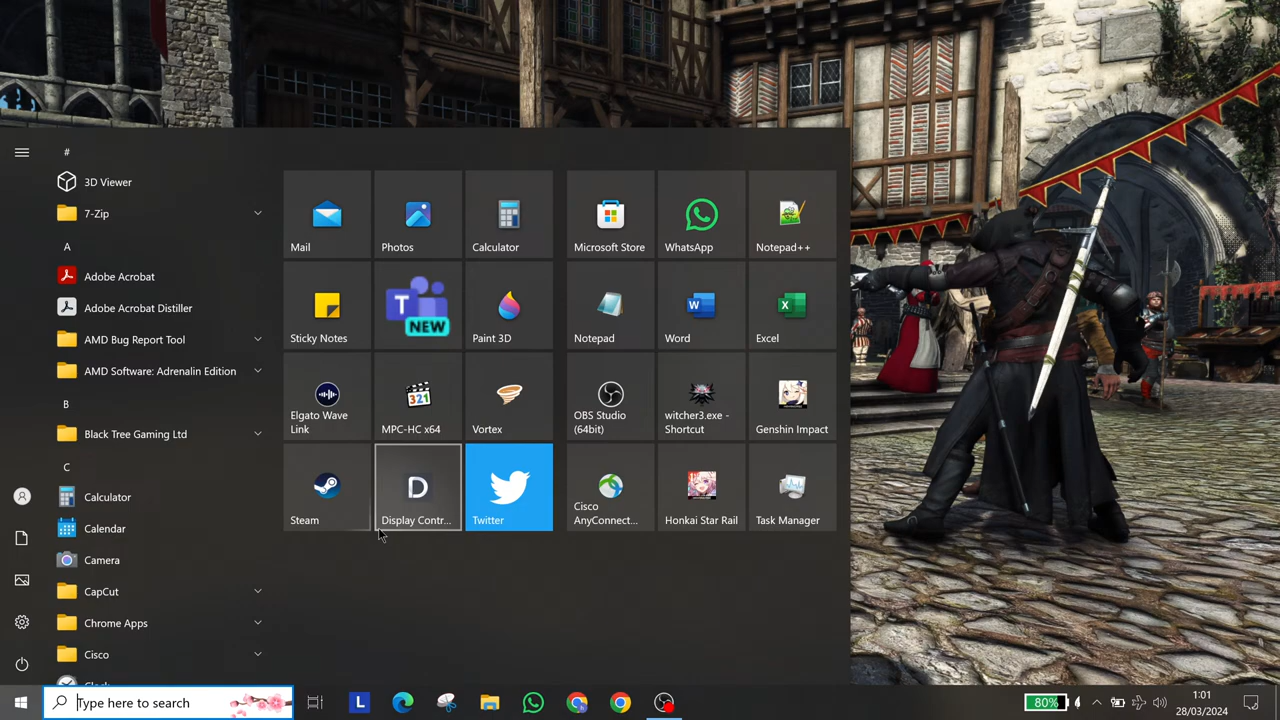 #
3D Viewer
7-Zip
A
Adobe Acrobat
Adobe Acrobat Distiller
AMD Bug Report Tool
AMD Software: Adrenalin Edition
B
Black Tree Gaming Ltd
C
Calculator
Calendar
Camera
CapCut
Chrome Apps
Cisco
Clock
Mail
Photos
Calculator
Microsoft Store
WhatsApp
Notepad++
Sticky Notes
T
NEW
Paint 3D
Notepad
W
Word
X
Excel
Elgato Wave
Link
321
MPC-HC x64
Vortex
OBS Studio
(64bit)
witcher3.exe -
Shortcut
Genshin Impact
Steam
D
Display Contr...
Twitter
Cisco
AnyConnect...
Honkai Star Rail
Task Manager
Type here to search
L
80%
1:01
28/03/2024